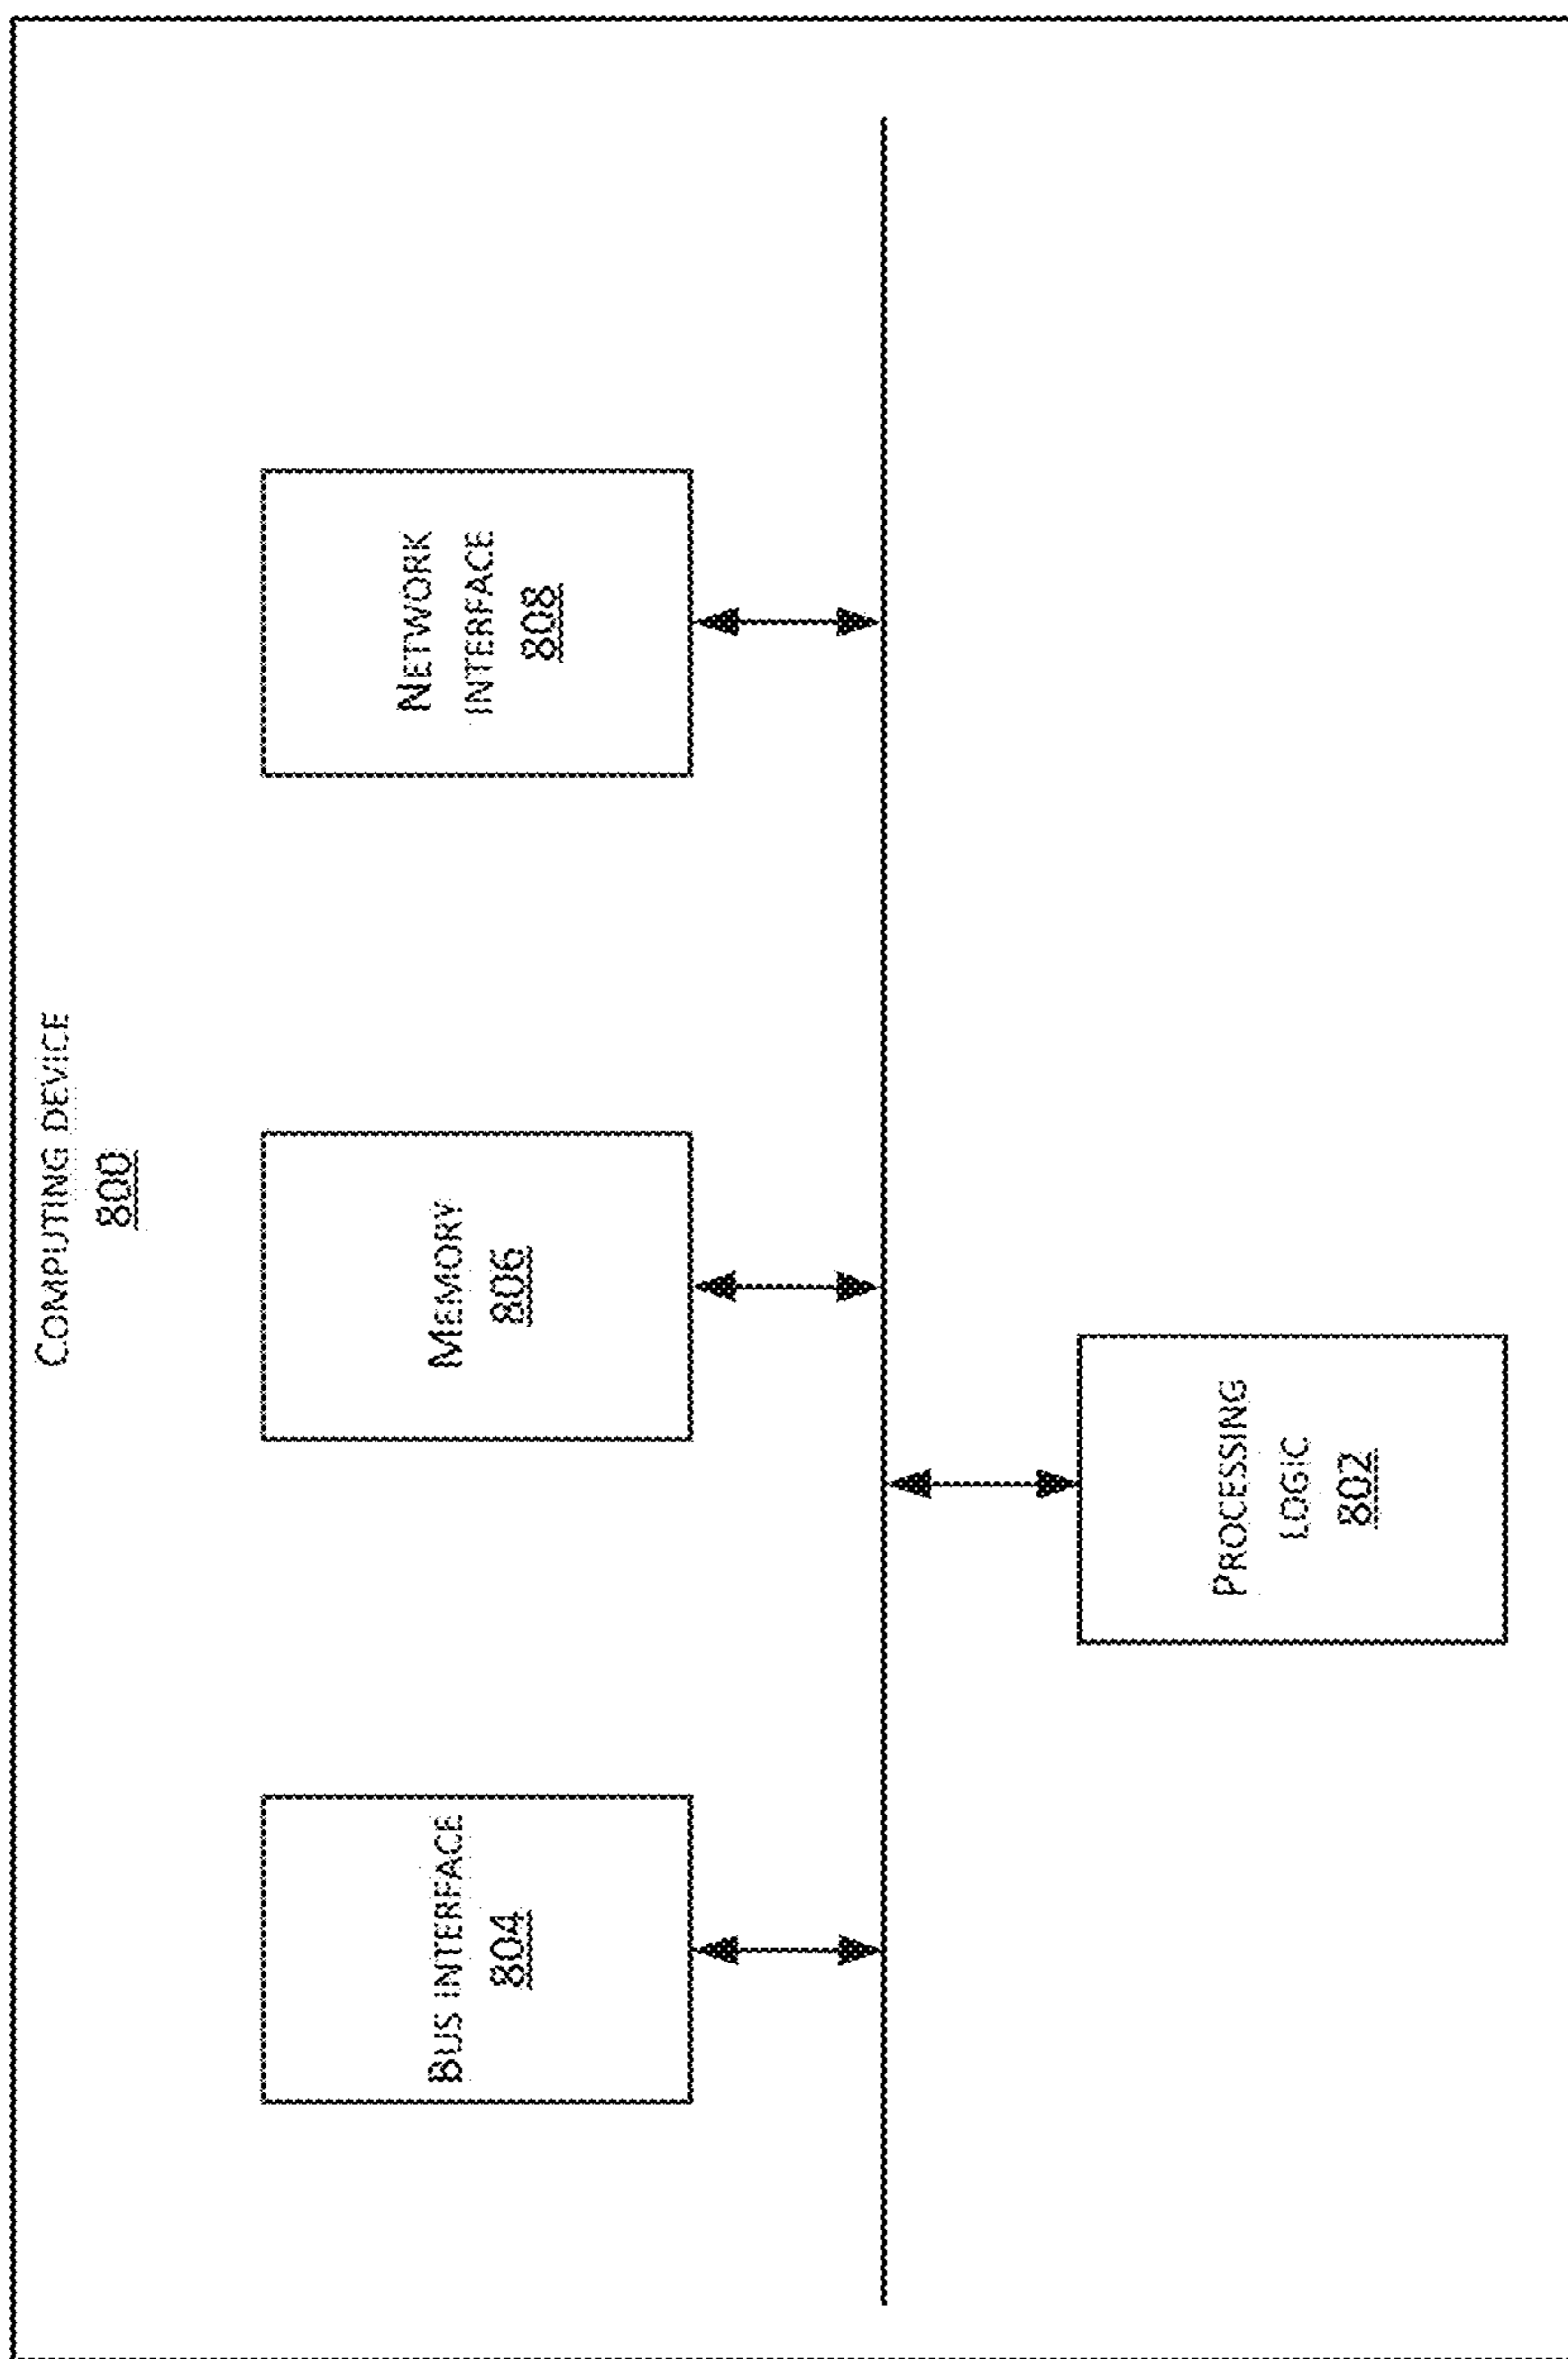 COMPUTING DEVICE
800
BUS INTERFACE
804
MEMORY
806
NETWORK
INTERFACE
808
PROCESSING
LOGIC
802